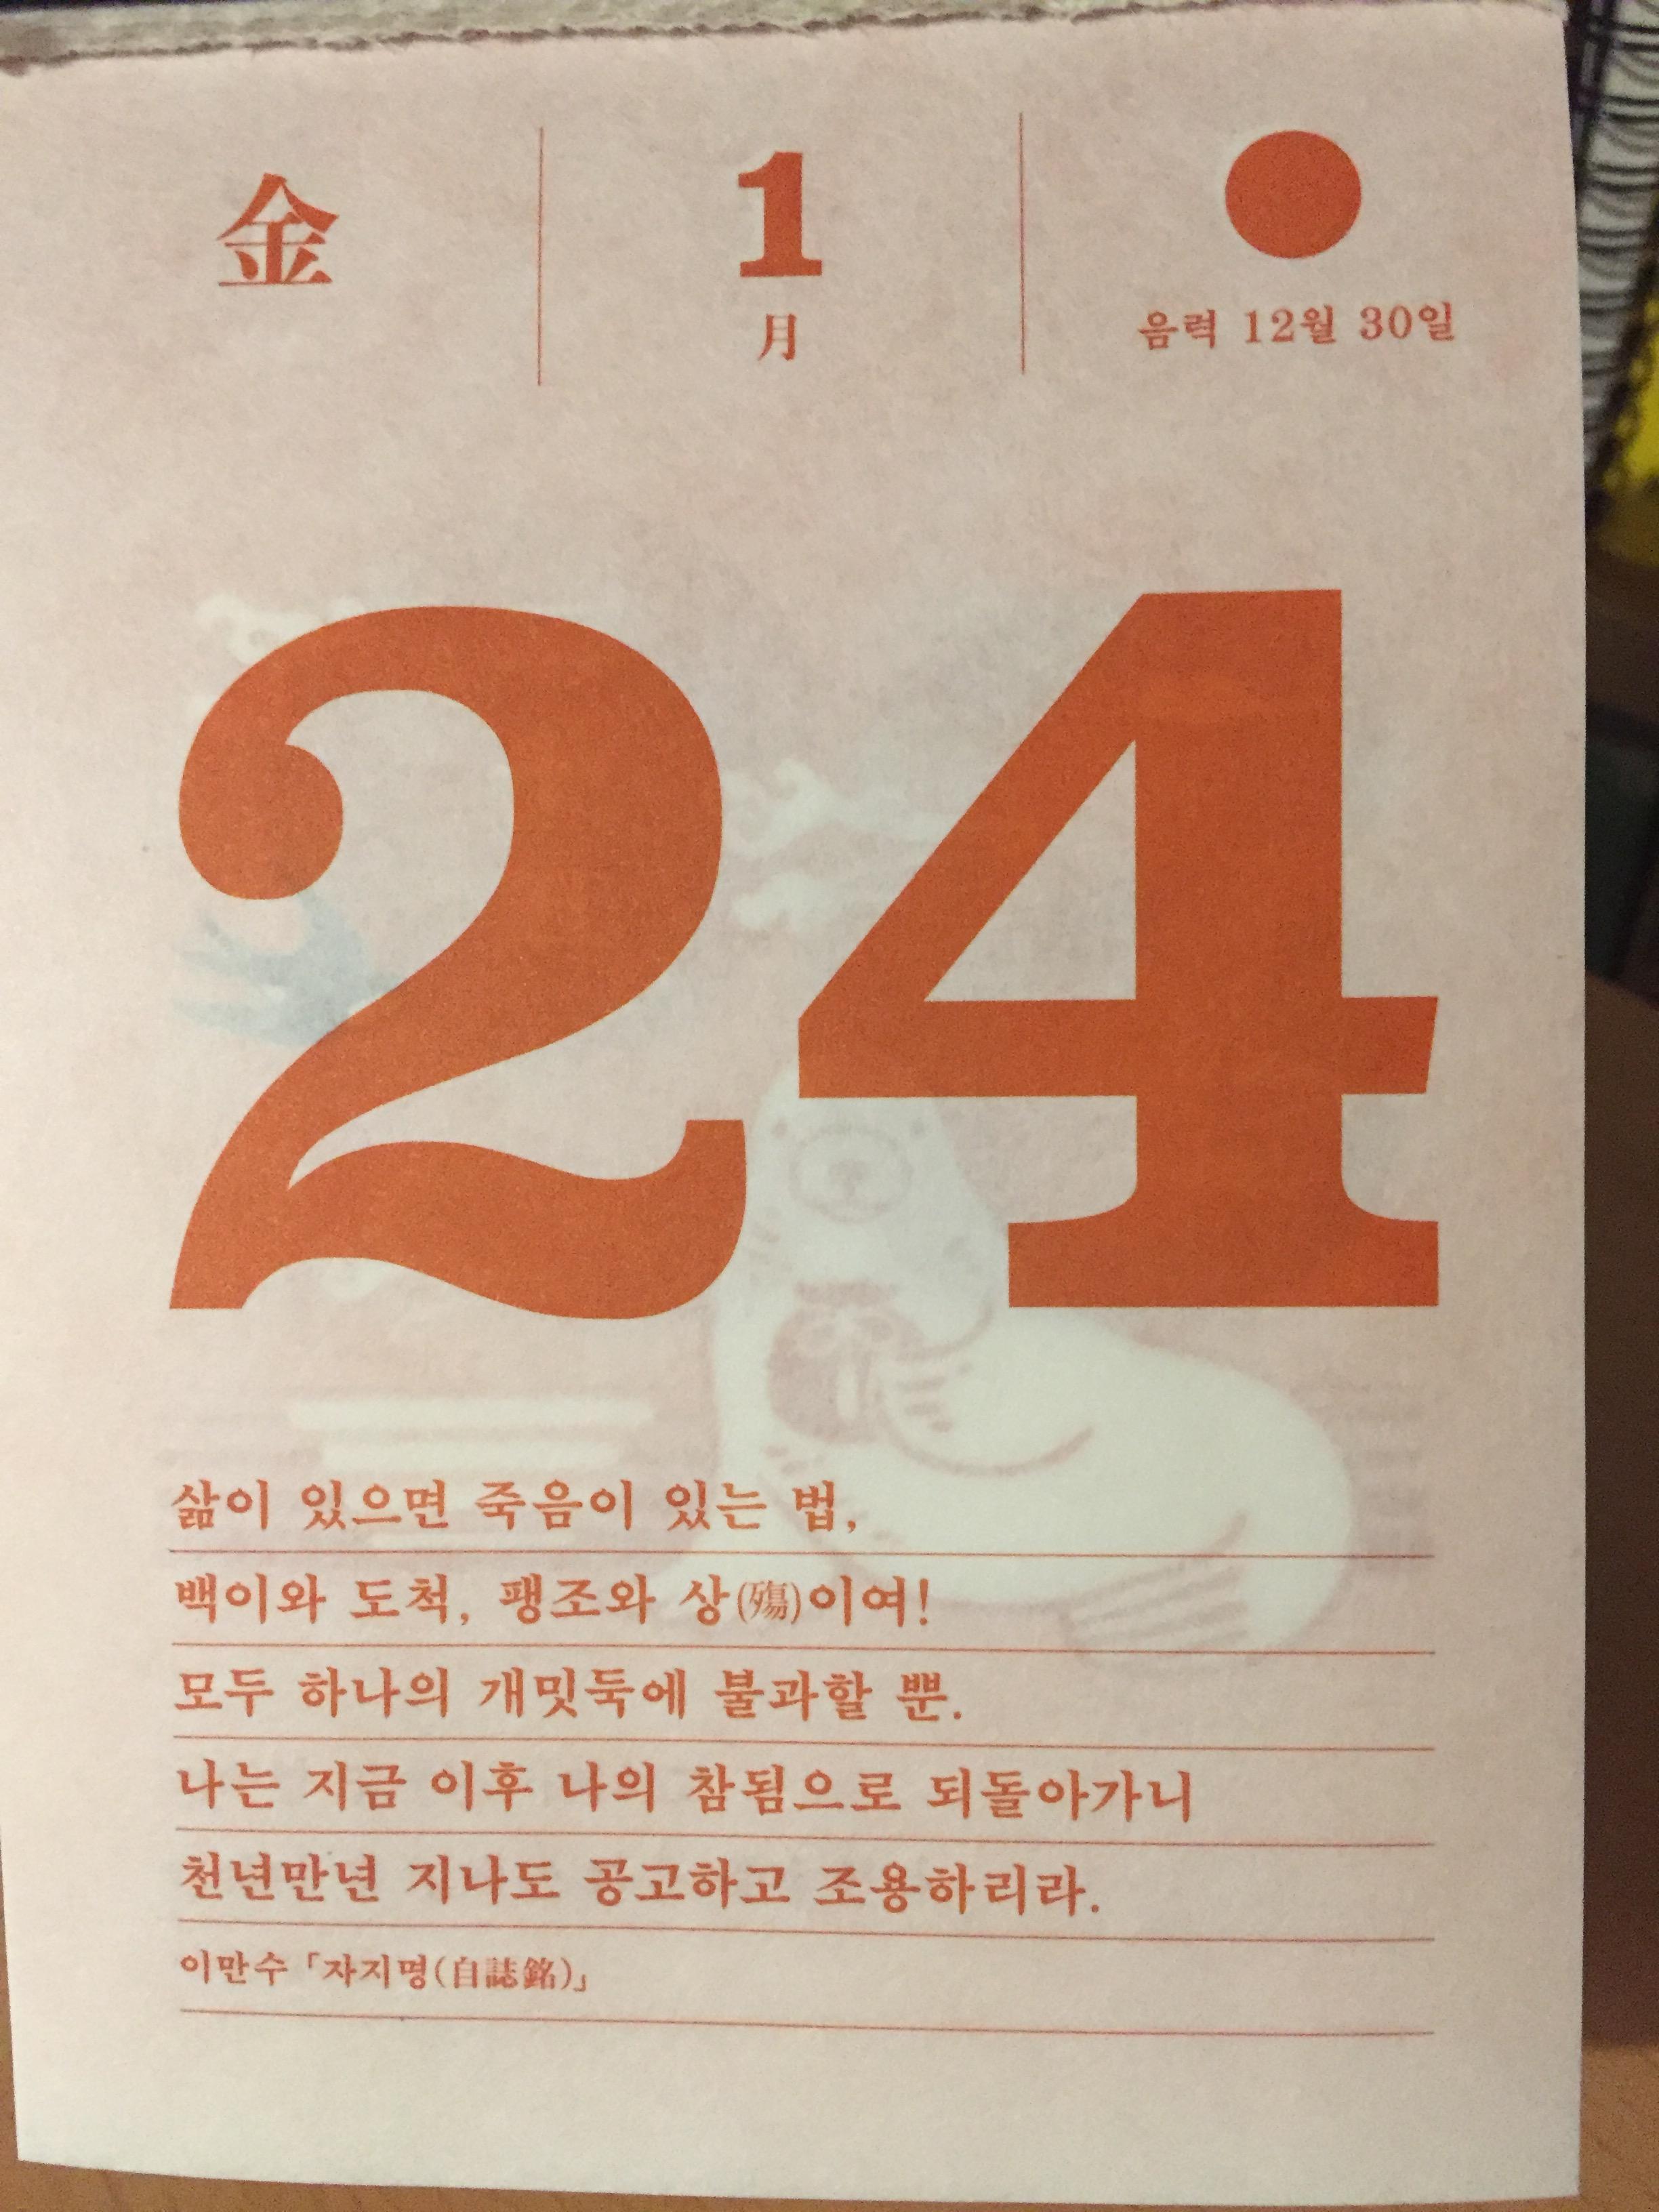 金
1
月
음력 12월 30일
24
삶이 있으면 죽음이 있는 법,
백이와 도척, 팽조와 상(殤)이여!
모두 하나의 개밋둑에 불과할 뿐.
나는 지금 이후 나의 참됨으로 되돌아가니
천년만년 지나도 공고하고 조용하리라.
이만수 「자지명(自誌銘)」